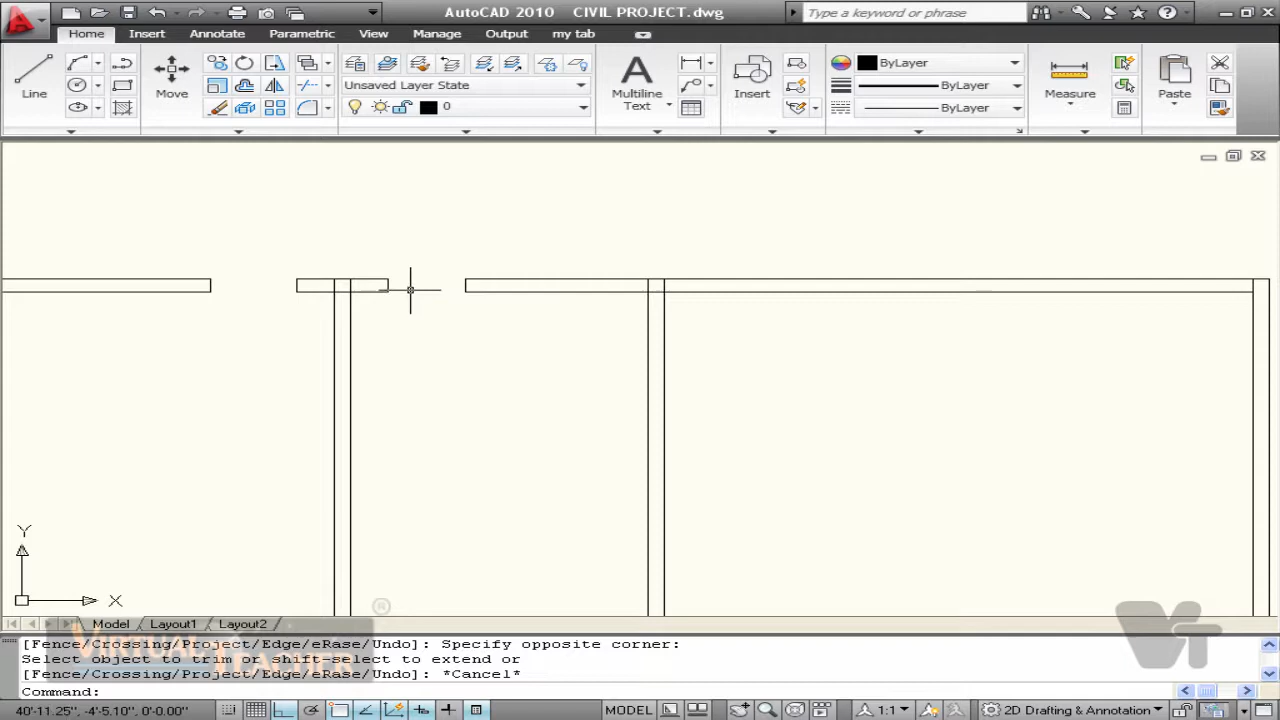 AutoCAD 2010 CIVIL PROJECT.dwg
Type a keyword or phrase
Home Insert Annotate Parametric View Manage Output my tab
ByLayer
Unsaved Layer State
ByLayer
Line Move Multiline Text Insert Measure Paste
0
ByLayer
Y
X
®
Model Layout1 Layout2
VIRTUAL TEACHER
VT
[Fence/Crossing/Project/Edge/eRase/Undo]: Specify opposite corner:
Select object to trim or shift-select to extend or
[Fence/Crossing/Project/Edge/eRase/Undo]: *Cancel*
Command:
40'-11.25", -4'-5.10", 0'-0.00" MODEL 1:1 2D Drafting & Annotation